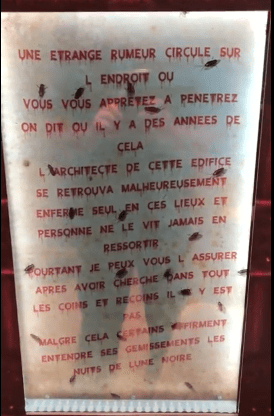 UNE ETRANGE RUMEUR CIRCULE SUR
L ENDROIT OU
VOUS VOUS APPRETEZ A PENETREZ
ON DIT QU IL Y A DES ANNEES DE
CELA
L ARCHITECTE DE CETTE EDIFICE
SE RETROUVA MALHEUREUSEMENT
ENFERME SEUL EN CES LIEUX ET
PERSONNE NE LE VIT JAMAIS EN
RESSORTIR
POURTANT JE PEUX VOUS L ASSURER
APRES AVOIR CHERCHE DANS TOUT
LES COINS ET RECOINS IL N Y EST
PAS
MALGRE CELA CERTAINS AFFIRMENT
ENTENDRE SES GEMISSEMENTS LES
NUITS DE LUNE NOIRE